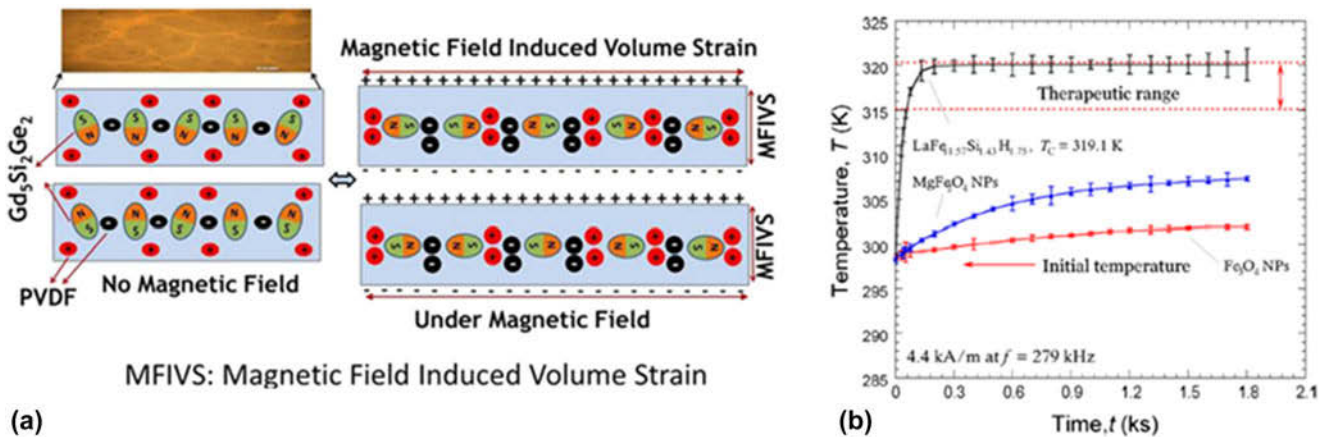 Gd₅Si₂Ge₂
PVDF
No Magnetic Field
Magnetic Field Induced Volume Strain
+ + + + + + + + + + + + + + + + + + + + + + + + + + +
MFIVS
- - - - - - - - - - - - - - - - - - - - - -
+ + + + + + + + + + + + + + + + + + + + + + + + + + +
MFIVS
- - - - - - - - - - - - - - - - - - - - - -
Under Magnetic Field
S N S N S N S N S N
N S N S N S N S N S
S N S N S N S N S N
S N S N S N S N S N
MFIVS: Magnetic Field Induced Volume Strain
(a)
Temperature, T (K)
325
320
315
310
305
300
295
290
285
Therapeutic range
LaFe₁₁.₅₇Si₁.₄₃H₁.₇₅, T_C = 319.1 K
MgFe₂O₄ NPs
Initial temperature
Fe₃O₄ NPs
4.4 kA/m at f = 279 kHz
0 0.3 0.6 0.9 1.2 1.5 1.8 2.1
Time, t (ks)
(b)